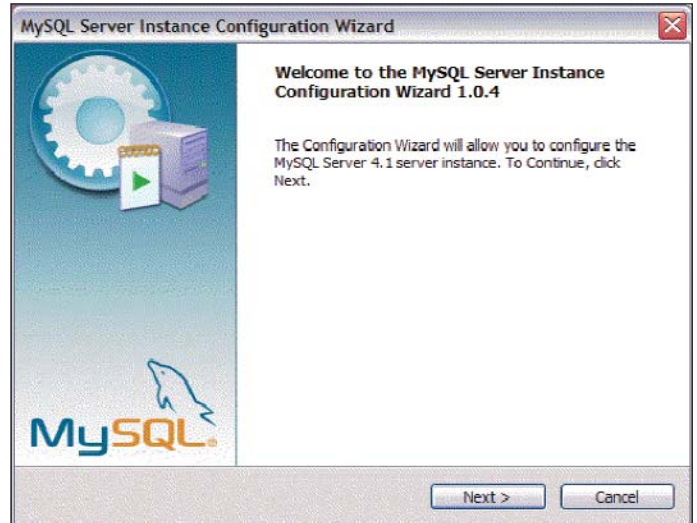 MySQL Server Instance Configuration Wizard
Welcome to the MySQL Server Instance
Configuration Wizard 1.0.4
The Configuration Wizard will allow you to configure the
MySQL Server 4.1 server instance. To Continue, click
Next.
MySQL®
Next >
Cancel